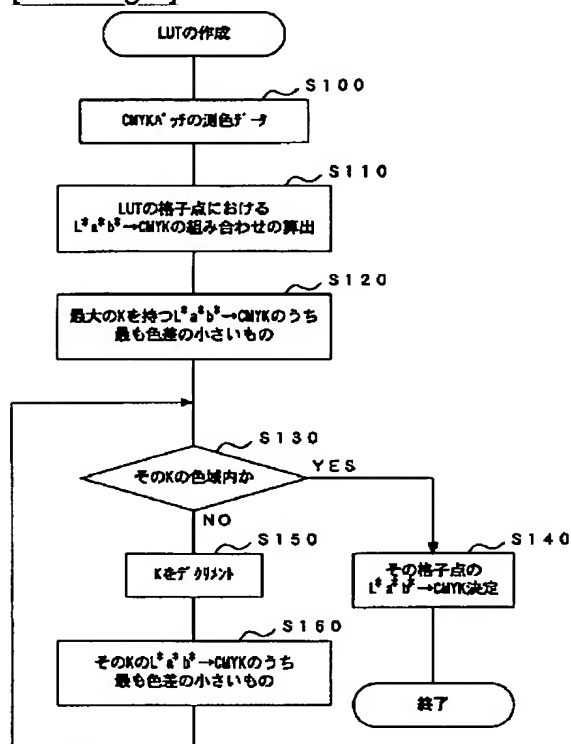 LUTの作成
S100
CMYKパッチの測色データ
S110
LUTの格子点における
L*a*b*→CMYKの組み合わせの算出
S120
最大のKを持つL*a*b*→CMYKのうち
最も色差の小さいもの
S130
そのKの色域内か
YES
NO
S150
Kをデクリメント
S140
その格子点の
L*a*b*→CMYK決定
S160
そのKのL*a*b*→CMYKのうち
最も色差の小さいもの
終了